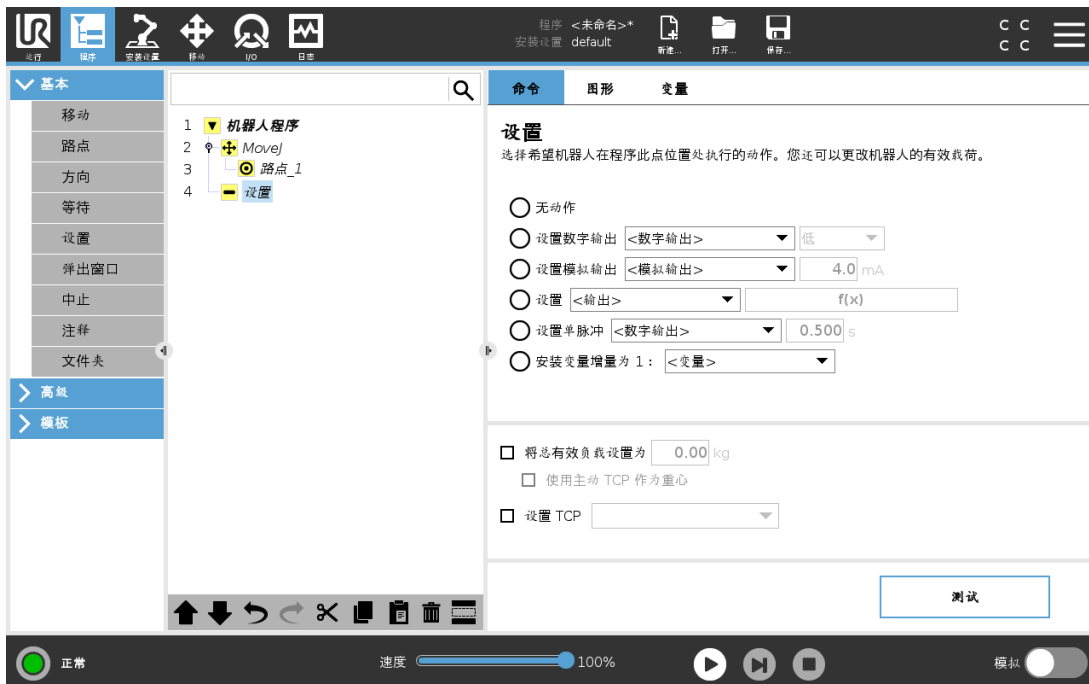 程序 <未命名>*
安装设置 default
C C
C C
运行 程序 安装设置 移动 I/O 日志 新建... 打开... 保存...
基本
移动
路点
方向
等待
设置
弹出窗口
中止
注释
文件夹
高级
模板
1 机器人程序
2 MoveJ
3 路点_1
4 设置
命令 图形 变量
设置
选择希望机器人在程序此点位置处执行的动作。您还可以更改机器人的有效载荷。
无动作
设置数字输出 <数字输出> 低
设置模拟输出 <模拟输出> 4.0 mA
设置 <输出> f(x)
设置单脉冲 <数字输出> 0.500 s
安装变量增量为 1： <变量>
将总有效负载设置为 0.00 kg
使用主动 TCP 作为重心
设置 TCP
测试
正常 速度 100% 模拟